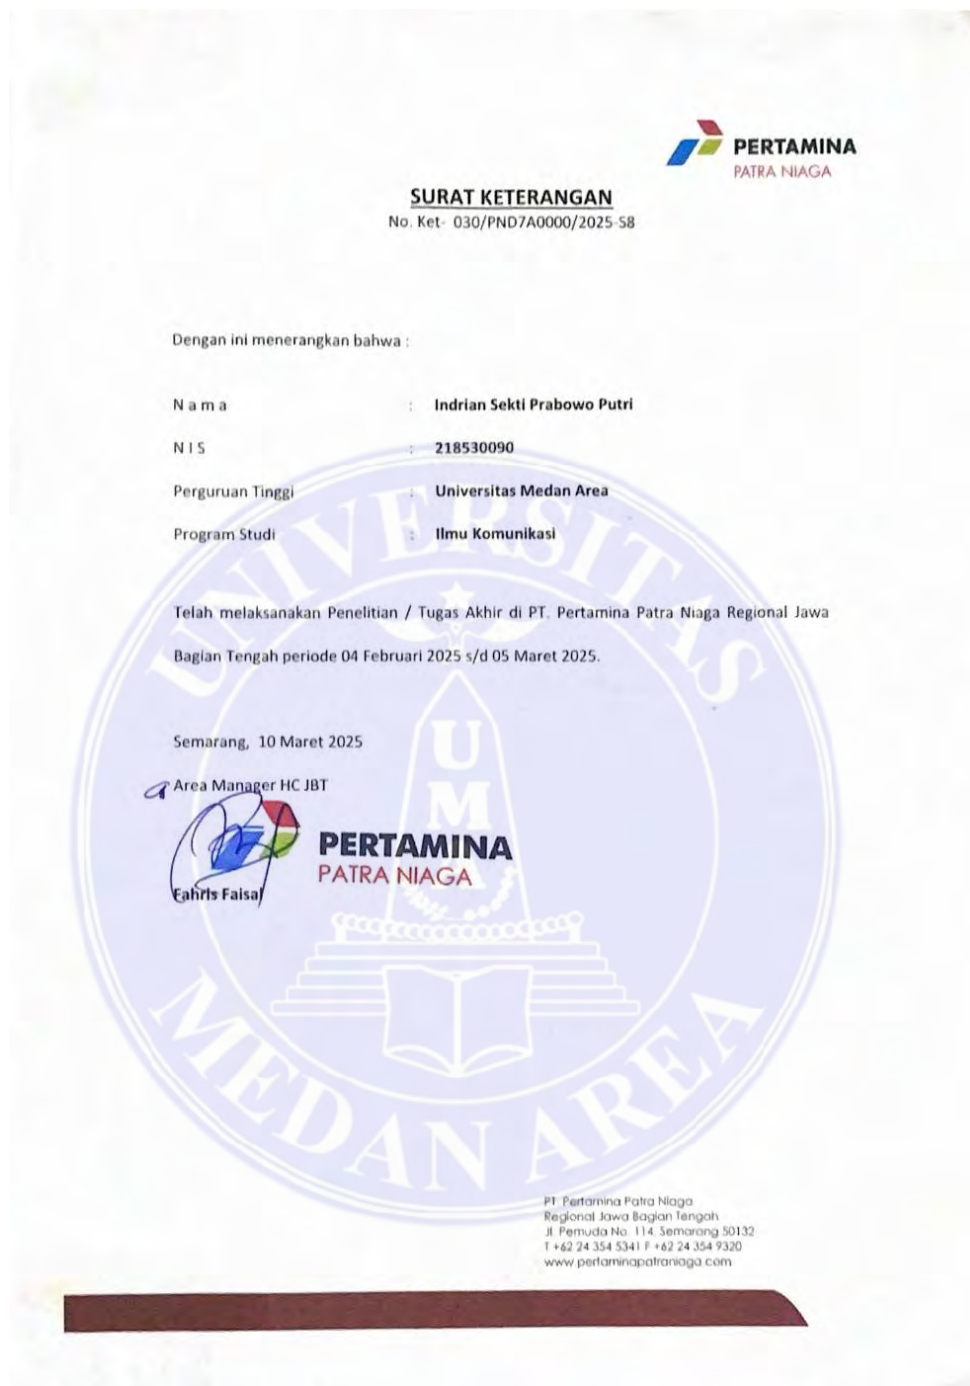 PERTAMINA
PATRA NIAGA
SURAT KETERANGAN
No. Ket- 030/PND7A0000/2025-S8
Dengan ini menerangkan bahwa :
N a m a : Indrian Sekti Prabowo Putri
N I S : 218530090
Perguruan Tinggi : Universitas Medan Area
Program Studi : Ilmu Komunikasi
Telah melaksanakan Penelitian / Tugas Akhir di PT. Pertamina Patra Niaga Regional Jawa
Bagian Tengah periode 04 Februari 2025 s/d 05 Maret 2025.
Semarang, 10 Maret 2025
Area Manager HC JBT
PERTAMINA
PATRA NIAGA
Fahris Faisal
UNIVERSITAS
UMA
MEDAN AREA
PT Pertamina Patra Niaga
Regional Jawa Bagian Tengah
Jl. Pemuda No. 114, Semarang 50132
T +62 24 354 5341 F +62 24 354 9320
www.pertaminapatraniaga.com